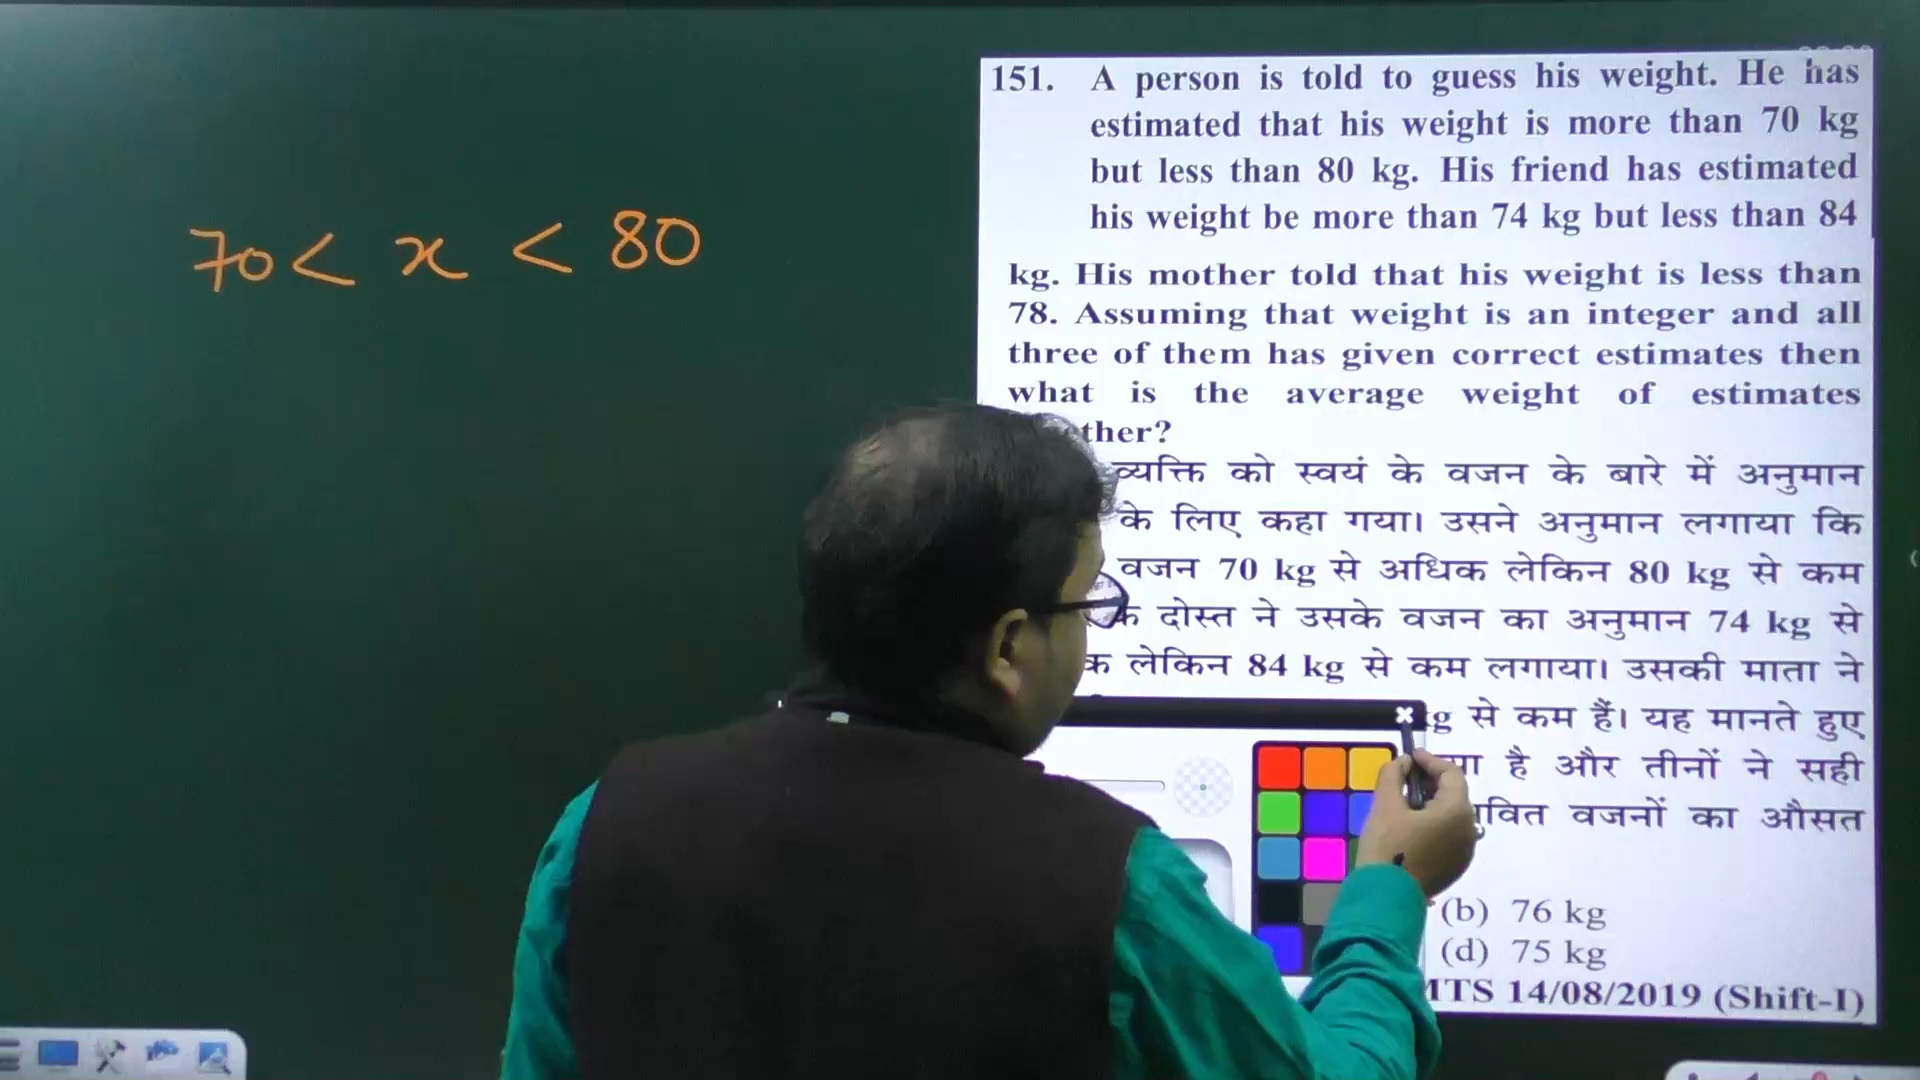 70 < x < 80
151. A person is told to guess his weight. He has
estimated that his weight is more than 70 kg
but less than 80 kg. His friend has estimated
his weight be more than 74 kg but less than 84
kg. His mother told that his weight is less than
78. Assuming that weight is an integer and all
three of them has given correct estimates then
what is the average weight of estimates
ther?
व्यक्ति को स्वयं के वजन के बारे में अनुमान
के लिए कहा गया। उसने अनुमान लगाया कि
वजन 70 kg से अधिक लेकिन 80 kg से कम
दोस्त ने उसके वजन का अनुमान 74 kg से
क लेकिन 84 kg से कम लगाया। उसकी माता ने
g से कम हैं। यह मानते हुए
है और तीनों ने सही
वित वजनों का औसत
(b) 76 kg
(d) 75 kg
MTS 14/08/2019 (Shift-I)